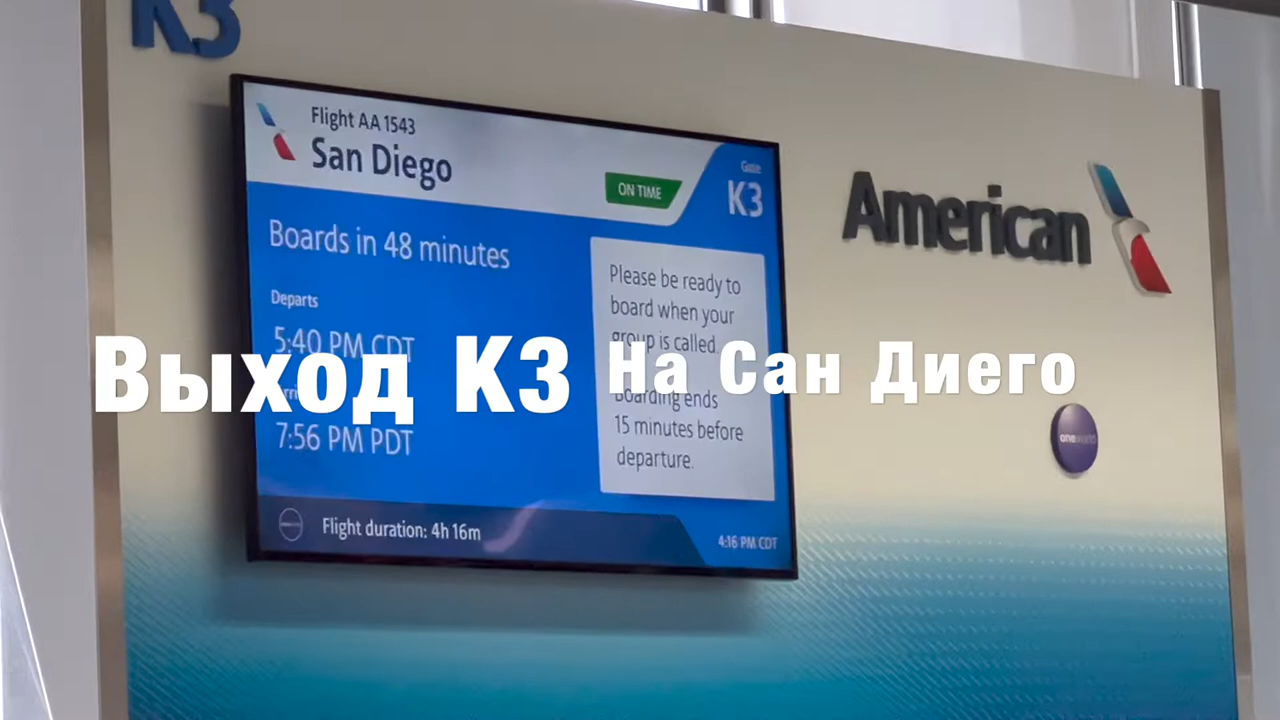 K3
Flight AA 1543
San Diego
ON TIME
Gate
K3
Boards in 48 minutes
Departs
5:40 PM CDT
7:56 PM PDT
Please be ready to
board when your
group is called.
Boarding ends
15 minutes before
departure.
Flight duration: 4h 16m
4:16 PM CDT
American
oneworld
Выход К3 На Сан Диего